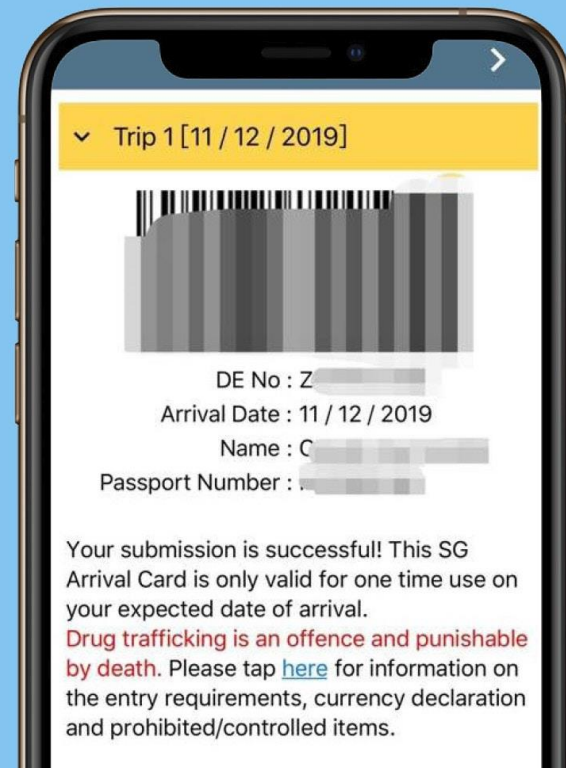 Trip 1 [11 / 12 / 2019]
DE No : Z
Arrival Date : 11 / 12 / 2019
Name :
Passport Number :
Your submission is successful! This SG
Arrival Card is only valid for one time use on
your expected date of arrival.
Drug trafficking is an offence and punishable
by death. Please tap here for information on
the entry requirements, currency declaration
and prohibited/controlled items.